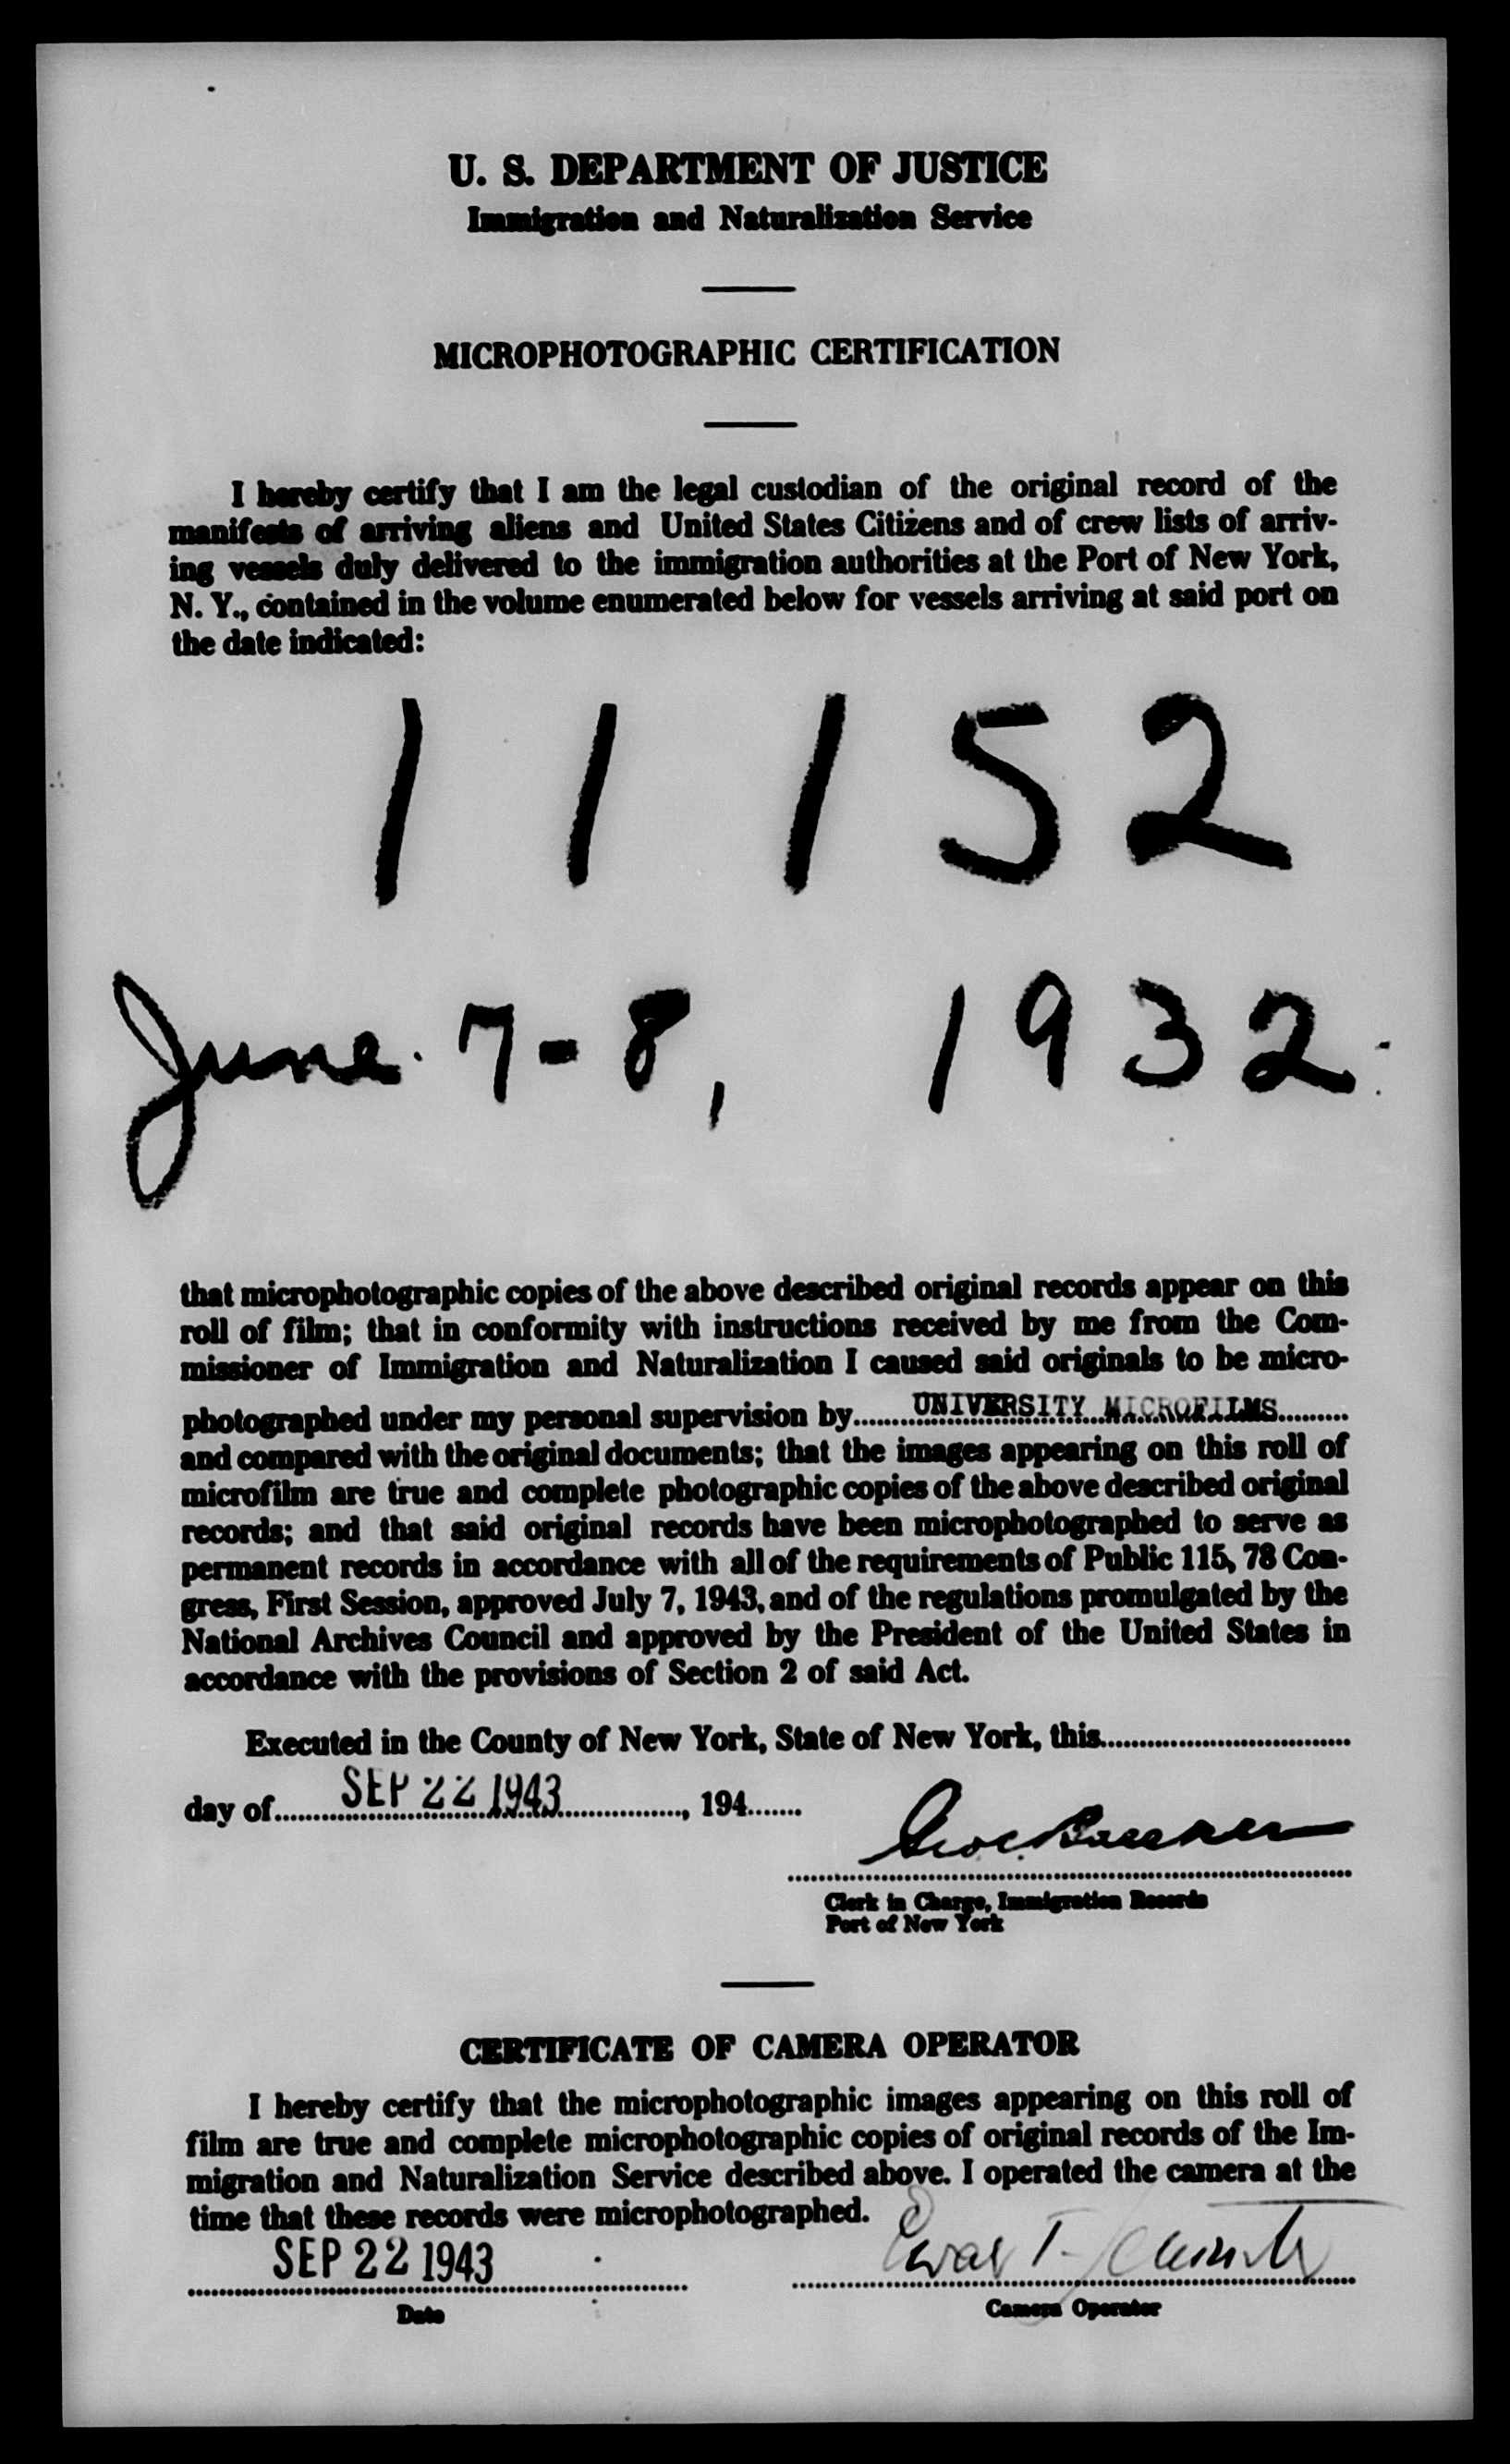 U. S. DEPARTMENT OF JUSTICE
Immigration and Naturalization Service
MICROPHOTOGRAPHIC CERTIFICATION
I hereby certify that I am the legal custodian of the original record of the
manifests of arriving aliens and United States Citizens and of crew lists of arriv-
ing vessels duly delivered to the immigration authorities at the Port of New York,
N. Y., contained in the volume enumerated below for vessels arriving at said port on
the date indicated:
11152
June 7-8, 1932
that microphotographic copies of the above described original records appear on this
roll of film; that in conformity with instructions received by me from the Com-
missioner of Immigration and Naturalization I caused said originals to be micro-
photographed under my personal supervision by UNIVERSITY MICROFILMS
and compared with the original documents; that the images appearing on this roll of
microfilm are true and complete photographic copies of the above described original
records; and that said original records have been microphotographed to serve as
permanent records in accordance with all of the requirements of Public 115, 78 Con-
gress, First Session, approved July 7, 1943, and of the regulations promulgated by the
National Archives Council and approved by the President of the United States in
accordance with the provisions of Section 2 of said Act.
Executed in the County of New York, State of New York, this
day of SEP 22 1943, 194
Clerk in Charge, Immigration Records
Port of New York
CERTIFICATE OF CAMERA OPERATOR
I hereby certify that the microphotographic images appearing on this roll of
film are true and complete microphotographic copies of original records of the Im-
migration and Naturalization Service described above. I operated the camera at the
time that these records were microphotographed.
SEP 22 1943
Date
Camera Operator